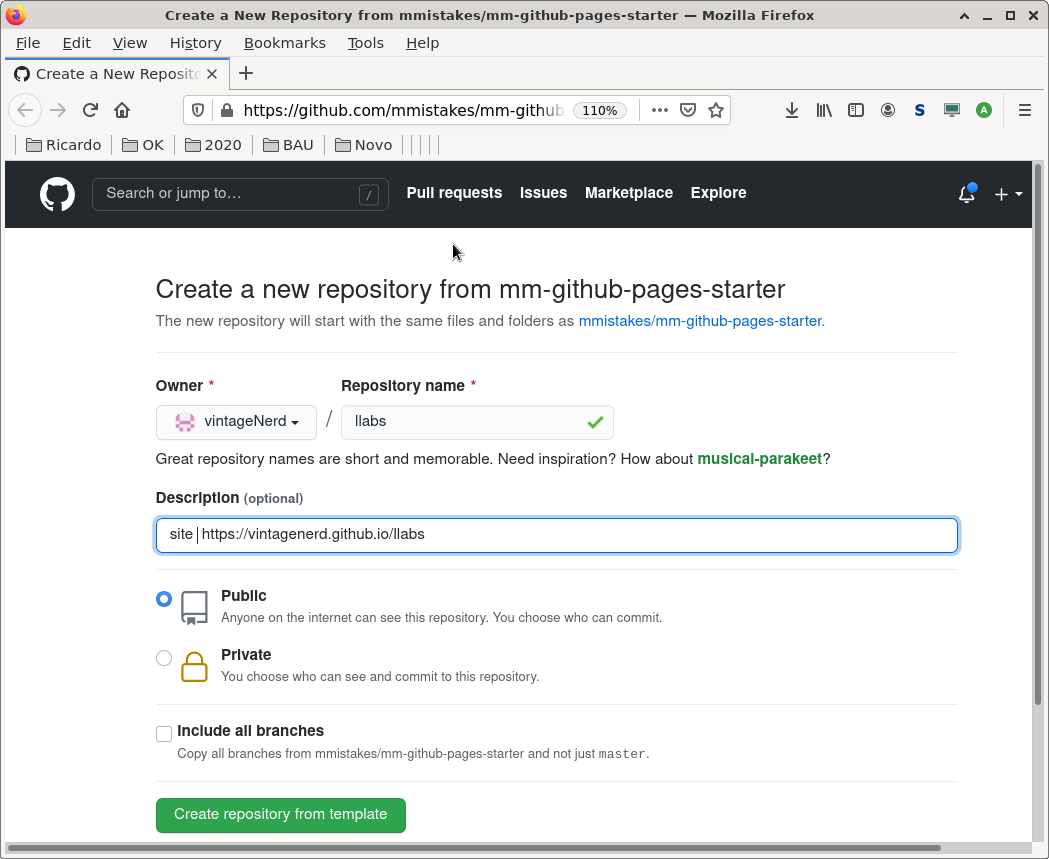 Create a New Repository from mmistakes/mm-github-pages-starter — Mozilla Firefox
File Edit View History Bookmarks Tools Help
Create a New Reposito
https://github.com/mmistakes/mm-github 110%
S A
Ricardo OK 2020 BAU Novo
Search or jump to… / Pull requests Issues Marketplace Explore
Create a new repository from mm-github-pages-starter
The new repository will start with the same files and folders as mmistakes/mm-github-pages-starter.
Owner * Repository name *
vintageNerd / llabs
Great repository names are short and memorable. Need inspiration? How about musical-parakeet?
Description (optional)
site https://vintagenerd.github.io/llabs
Public
Anyone on the internet can see this repository. You choose who can commit.
Private
You choose who can see and commit to this repository.
Include all branches
Copy all branches from mmistakes/mm-github-pages-starter and not just master.
Create repository from template